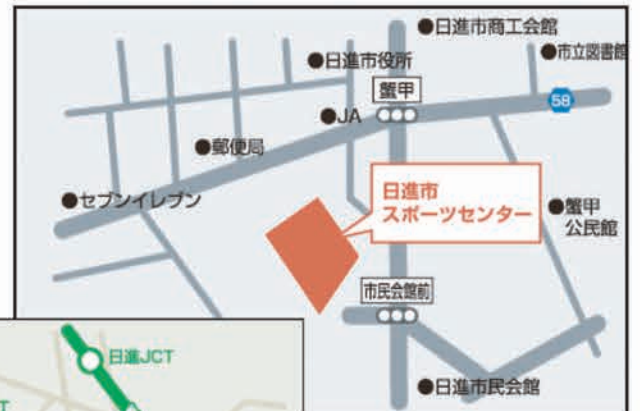 ●日進市商工会館
●市立図書館
●日進市役所
蟹甲
58
●JA
●郵便局
●セブンイレブン
日進市
スポーツセンター
●蟹甲
公民館
市民会館前
日進JCT
●日進市民会館